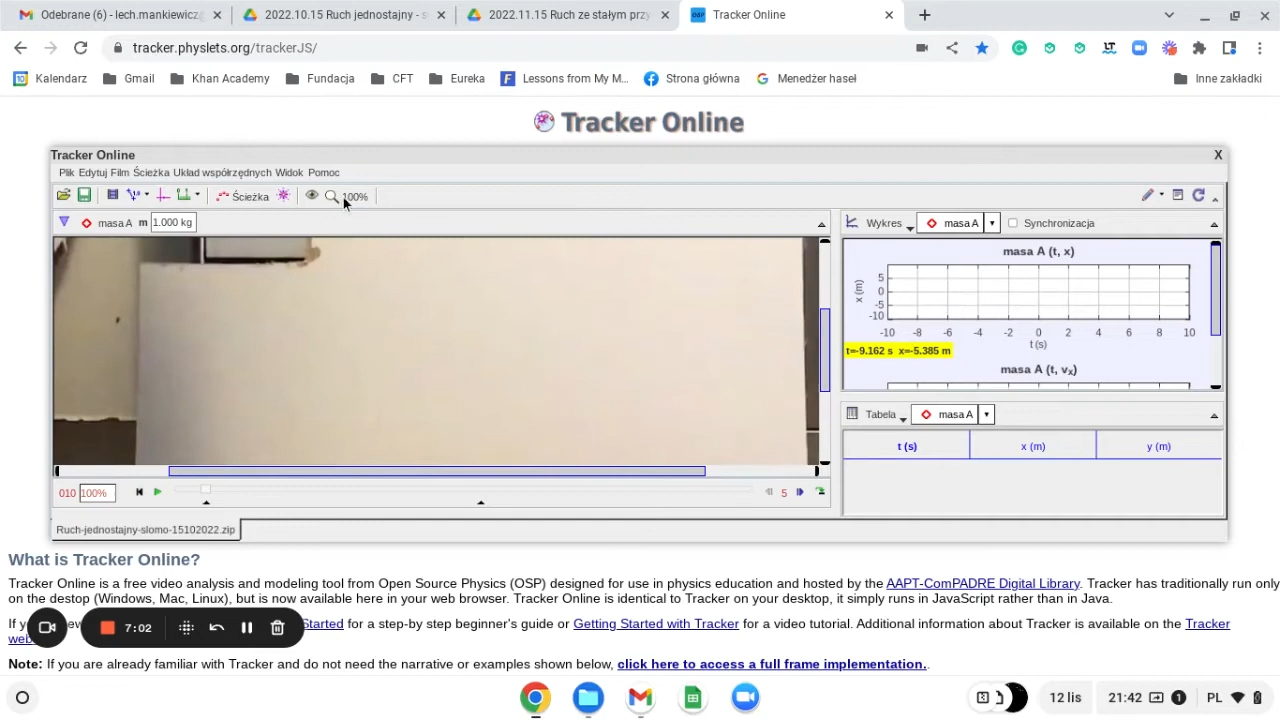 Odebrane (6) - lech.mankiewicz@
2022.10.15 Ruch jednostajny - s
2022.11.15 Ruch ze stałym przy
Tracker Online
tracker.physlets.org/trackerJS/
Kalendarz
Gmail
Khan Academy
Fundacja
CFT
Eureka
Lessons from My M...
Strona główna
Menedżer haseł
Inne zakładki
Tracker Online
Tracker Online
X
Plik Edytuj Film Ścieżka Układ współrzędnych Widok Pomoc
Ścieżka
100%
masa A m 1.000 kg
Wykres masa A Synchronizacja
masa A (t, x)
x (m)
5
0
-5
-10
-10 -8 -6 -4 -2 0 2 4 6 8 10
t (s)
t=-9.162 s x=-5.385 m
masa A (t, vx)
Tabela masa A
t (s) x (m) y (m)
010 100%
5
Ruch-jednostajny-slomo-15102022.zip
What is Tracker Online?
Tracker Online is a free video analysis and modeling tool from Open Source Physics (OSP) designed for use in physics education and hosted by the AAPT-ComPADRE Digital Library. Tracker has traditionally run only
on the destop (Windows, Mac, Linux), but is now available here in your web browser. Tracker Online is identical to Tracker on your desktop, it simply runs in JavaScript rather than in Java.
Started for a step-by step beginner's guide or Getting Started with Tracker for a video tutorial. Additional information about Tracker is available on the Tracker
7:02
Note: If you are already familiar with Tracker and do not need the narrative or examples shown below, click here to access a full frame implementation..
12 lis
21:42
1
PL